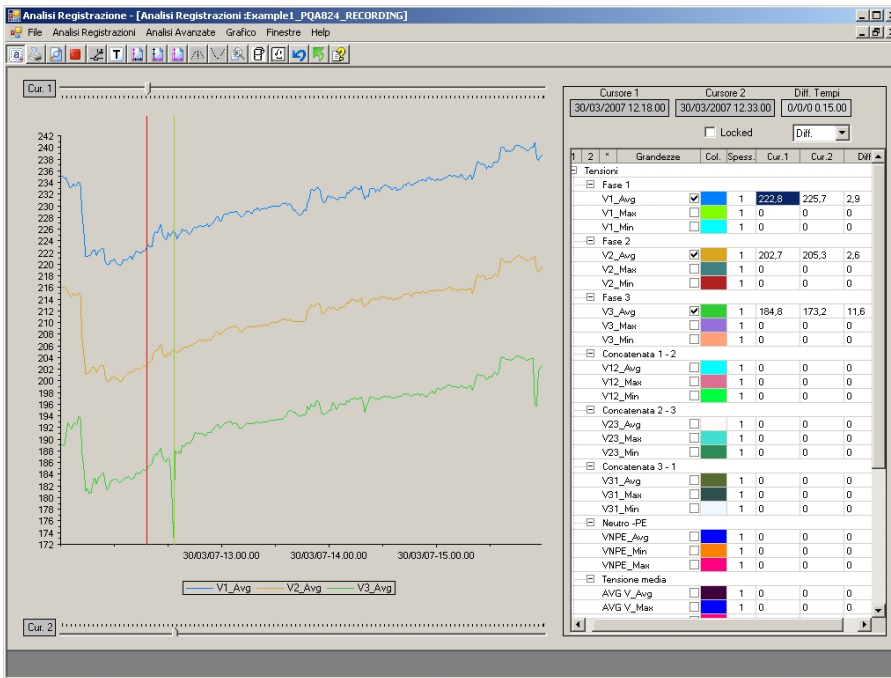 Analisi Registrazione - [Analisi Registrazioni :Example1_PQA824_RECORDING]
File Analisi Registrazioni Analisi Avanzate Grafico Finestre Help
Cur. 1
242
240
238
236
234
232
230
228
226
224
222
220
218
216
214
212
210
208
206
204
202
200
198
196
194
192
190
188
186
184
182
180
178
176
174
172
30/03/07-13.00.00 30/03/07-14.00.00 30/03/07-15.00.00
V1_Avg V2_Avg V3_Avg
Cur. 2
Cursore 1 Cursore 2 Diff. Tempi
30/03/2007 12.18.00 30/03/2007 12.33.00 0/0/0 0.15.00
Locked Diff.
1 2 * Grandezze Col. Spess. Cur.1 Cur.2 Diff
Tensioni
Fase 1
V1_Avg 1 222,8 225,7 2,9
V1_Max 1 0 0 0
V1_Min 1 0 0 0
Fase 2
V2_Avg 1 202,7 205,3 2,6
V2_Max 1 0 0 0
V2_Min 1 0 0 0
Fase 3
V3_Avg 1 184,8 173,2 11,6
V3_Max 1 0 0 0
V3_Min 1 0 0 0
Concatenata 1 - 2
V12_Avg 1 0 0 0
V12_Max 1 0 0 0
V12_Min 1 0 0 0
Concatenata 2 - 3
V23_Avg 1 0 0 0
V23_Max 1 0 0 0
V23_Min 1 0 0 0
Concatenata 3 - 1
V31_Avg 1 0 0 0
V31_Max 1 0 0 0
V31_Min 1 0 0 0
Neutro -PE
VNPE_Avg 1 0 0 0
VNPE_Min 1 0 0 0
VNPE_Max 1 0 0 0
Tensione media
AVG V_Avg 1 0 0 0
AVG V_Max 1 0 0 0